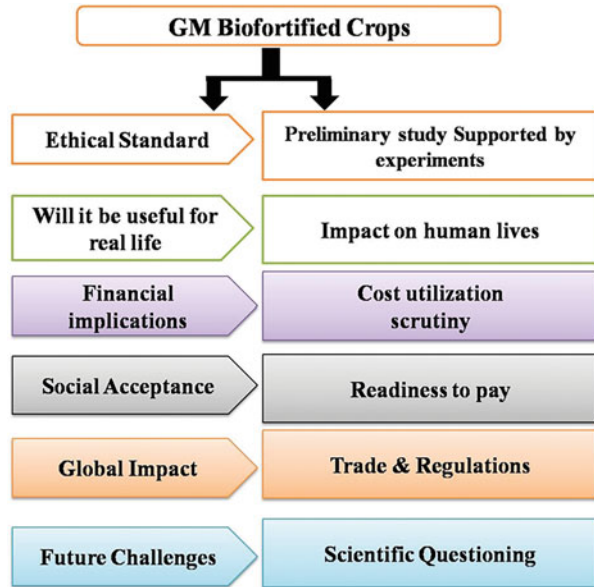 GM Biofortified Crops
Ethical Standard
Preliminary study Supported by
experiments
Will it be useful for
real life
Impact on human lives
Financial
implications
Cost utilization
scrutiny
Social Acceptance
Readiness to pay
Global Impact
Trade & Regulations
Future Challenges
Scientific Questioning